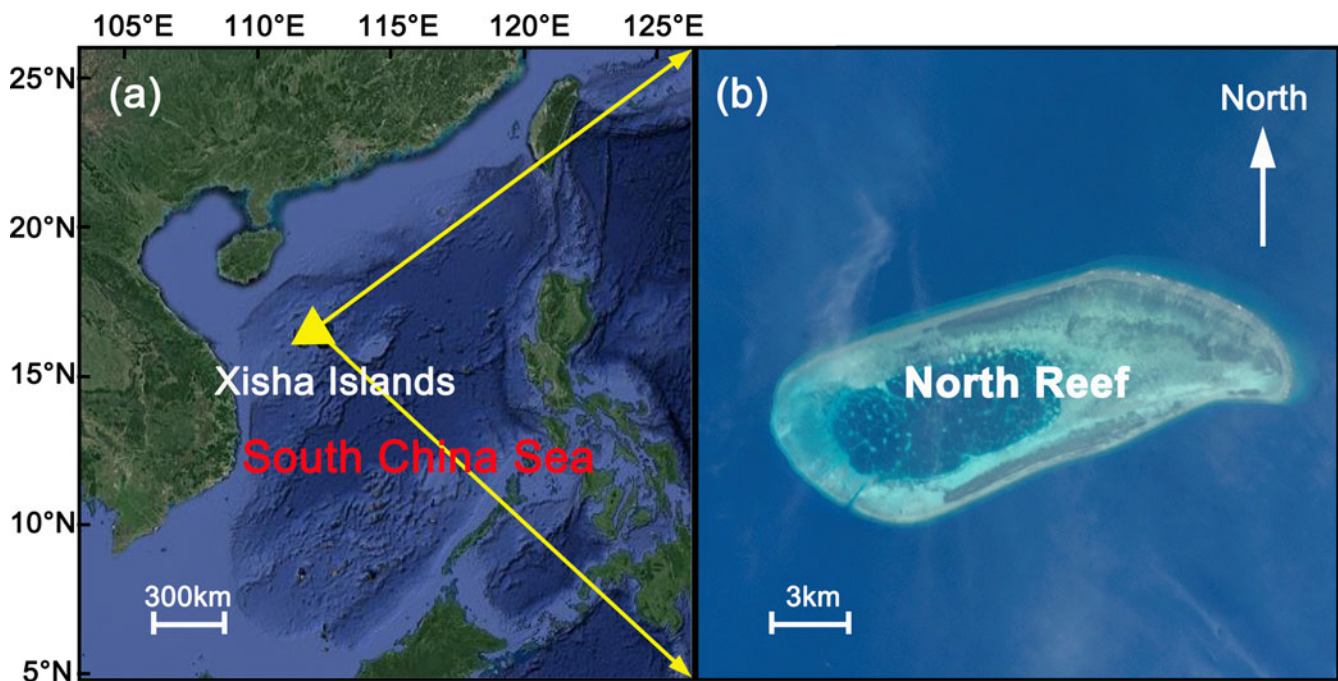 105°E 110°E 115°E 120°E 125°E
25°N
20°N
15°N
10°N
5°N
(a)
Xisha Islands
South China Sea
300km
(b)
North
North Reef
3km